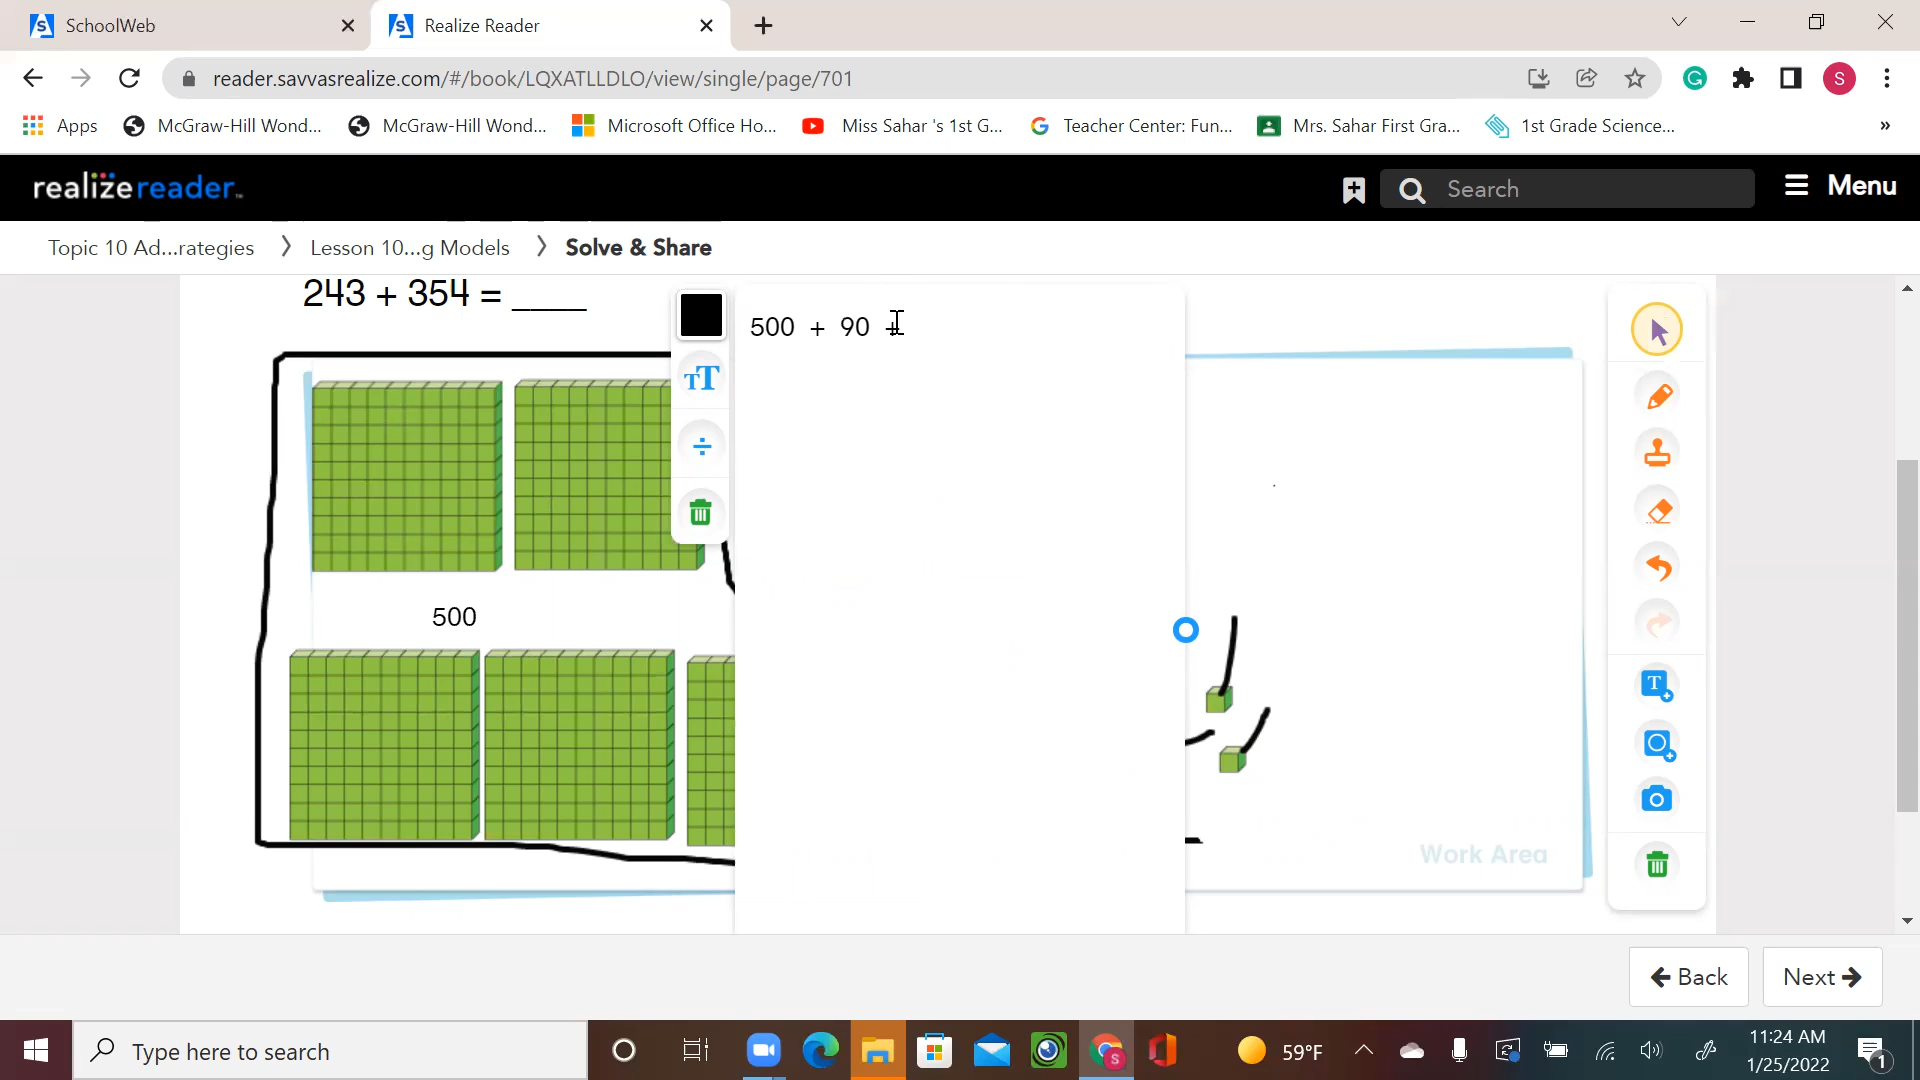 SchoolWeb
Realize Reader
reader.savvasrealize.com/#/book/LQXATLLDLO/view/single/page/701
S
Apps
McGraw-Hill Wond...
McGraw-Hill Wond...
Microsoft Office Ho...
Miss Sahar 's 1st G...
Teacher Center: Fun...
Mrs. Sahar First Gra...
1st Grade Science...
»
realize reader
Search
Menu
Topic 10 Ad...rategies
Lesson 10...g Models
Solve & Share
243 + 354 = ____
500 + 90 +
TT
÷
500
T
Work Area
Back
Next
Type here to search
59°F
11:24 AM
1/25/2022
1